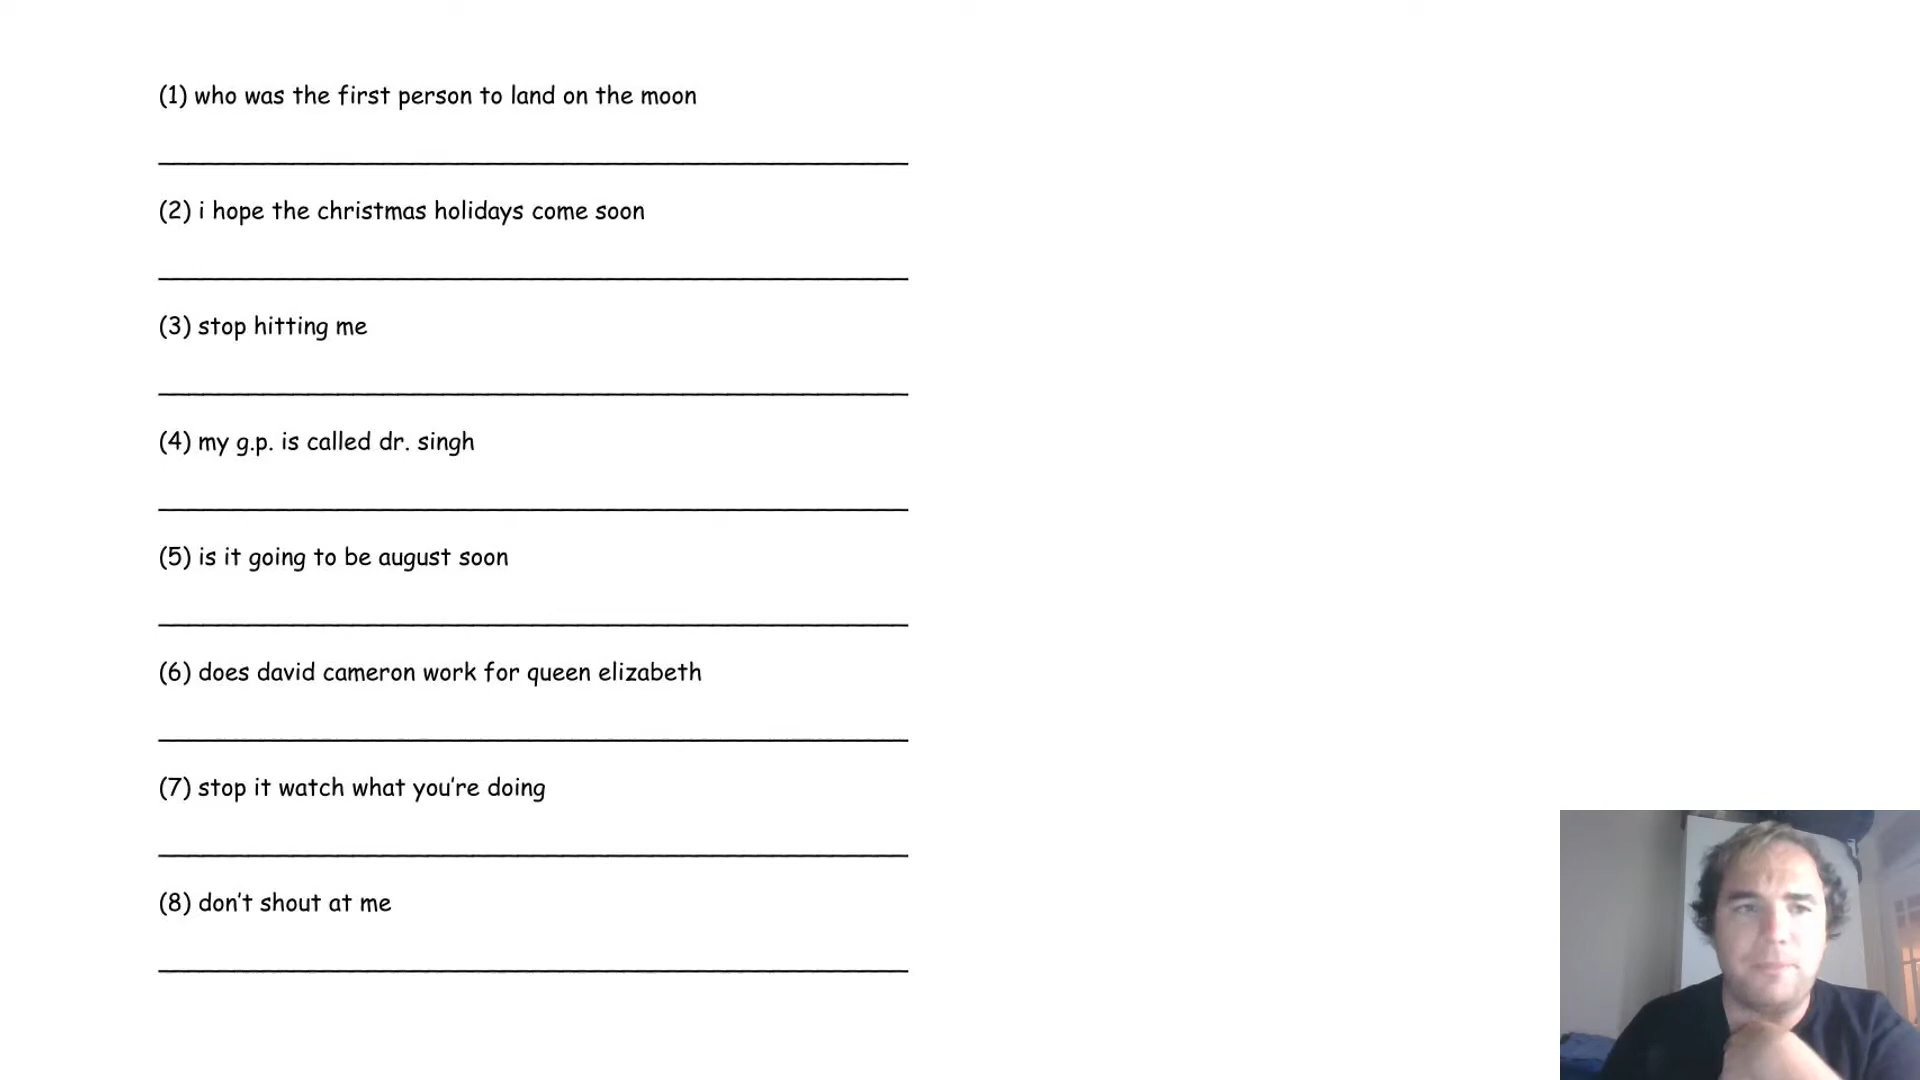 (1) who was the first person to land on the moon
(2) i hope the christmas holidays come soon
(3) stop hitting me
(4) my g.p. is called dr. singh
(5) is it going to be august soon
(6) does david cameron work for queen elizabeth
(7) stop it watch what you’re doing
(8) don’t shout at me